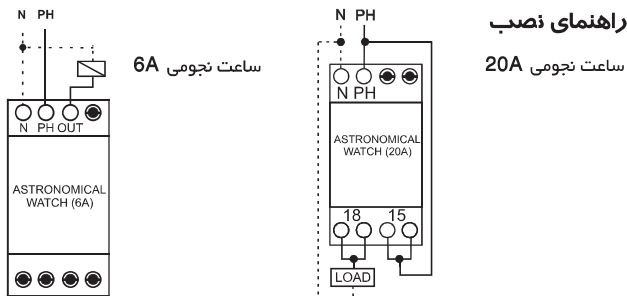 راهنمای نصب
ساعت نجومی 20A
N PH
N PH
ASTRONOMICAL
WATCH (20A)
18 15
LOAD
ساعت نجومی 6A
N PH
N PH OUT
ASTRONOMICAL
WATCH (6A)